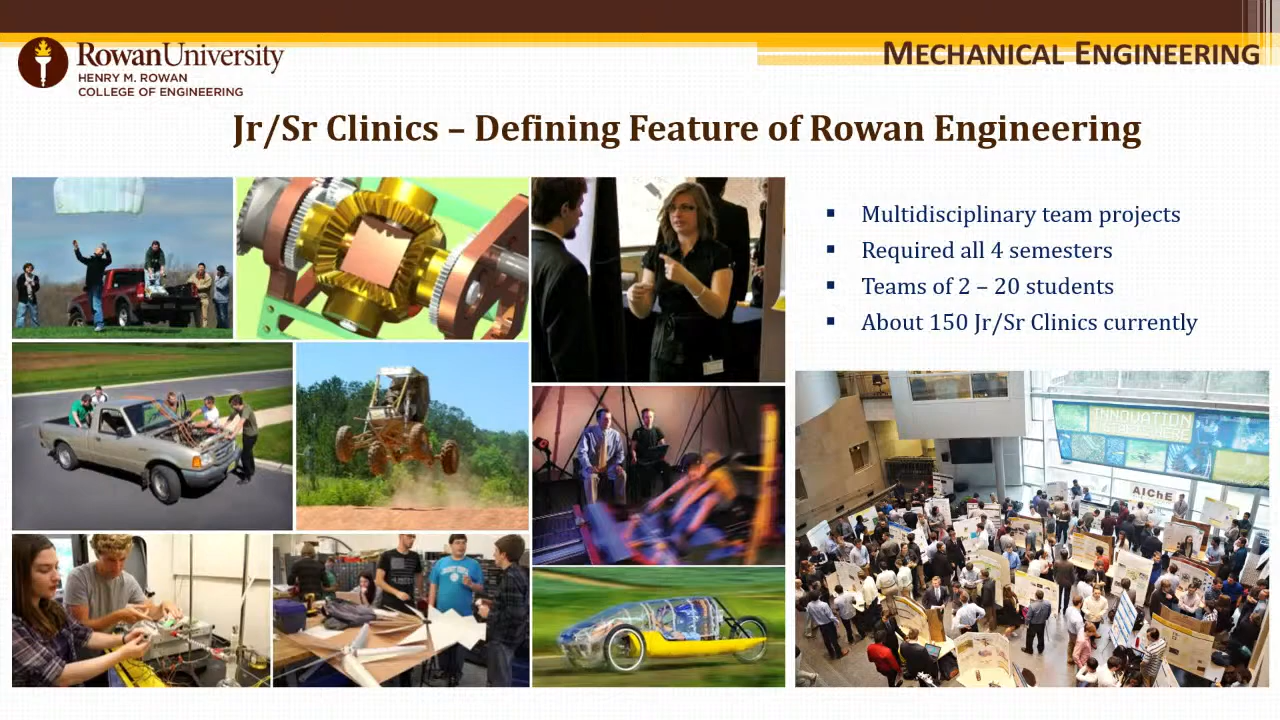 RowanUniversity
HENRY M. ROWAN
COLLEGE OF ENGINEERING
MECHANICAL ENGINEERING
Jr/Sr Clinics – Defining Feature of Rowan Engineering
▪ Multidisciplinary team projects
▪ Required all 4 semesters
▪ Teams of 2 – 20 students
▪ About 150 Jr/Sr Clinics currently
INNOVATION
AIChE